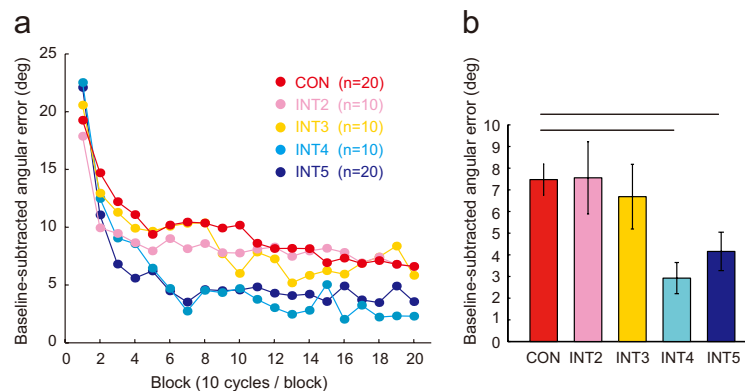 a
Baseline-subtracted angular error (deg)
25
20
15
10
5
0
CON (n=20)
INT2 (n=10)
INT3 (n=10)
INT4 (n=10)
INT5 (n=20)
0 2 4 6 8 10 12 14 16 18 20
Block (10 cycles / block)
b
Baseline-subtracted angular error (deg)
10
9
8
7
6
5
4
3
2
1
0
CON INT2 INT3 INT4 INT5